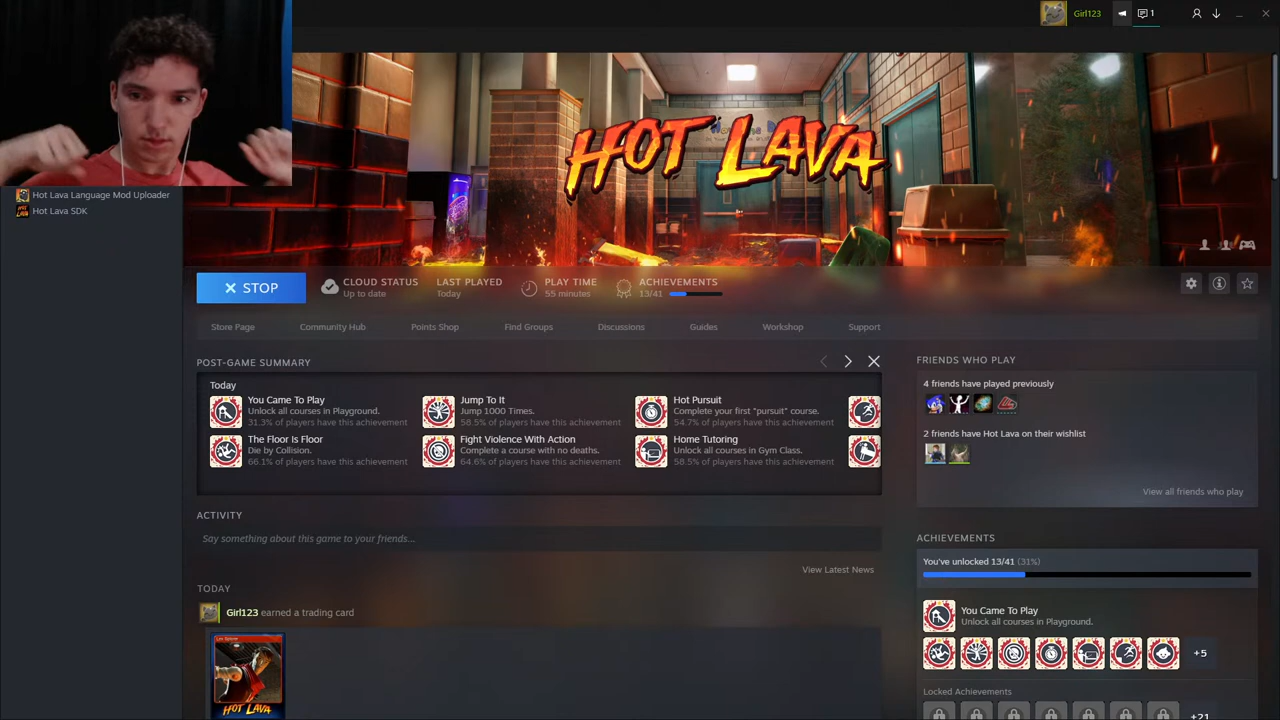 Girl123
1
HOT LAVA
Hot Lava Language Mod Uploader
Hot Lava SDK
STOP
CLOUD STATUS
Up to date
LAST PLAYED
Today
PLAY TIME
55 minutes
ACHIEVEMENTS
13/41
Store Page
Community Hub
Points Shop
Find Groups
Discussions
Guides
Workshop
Support
POST-GAME SUMMARY
Today
You Came To Play
Unlock all courses in Playground.
31.3% of players have this achievement
Jump To It
Jump 1000 Times.
56.5% of players have this achievement
Hot Pursuit
Complete your first "pursuit" course.
54.7% of players have this achievement
The Floor Is Floor
Die by Collision.
66.1% of players have this achievement
Fight Violence With Action
Complete a course with no deaths.
64.6% of players have this achievement
Home Tutoring
Unlock all courses in Gym Class.
58.5% of players have this achievement
FRIENDS WHO PLAY
4 friends have played previously
2 friends have Hot Lava on their wishlist
View all friends who play
ACTIVITY
Say something about this game to your friends...
View Latest News
TODAY
Girl123 earned a trading card
HOT LAVA
ACHIEVEMENTS
You've unlocked 13/41 (31%)
You Came To Play
Unlock all courses in Playground.
+5
Locked Achievements
+21